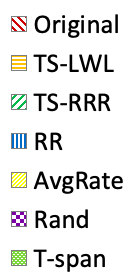 Original
TS-LWL
TS-RRR
RR
AvgRate
Rand
T-span